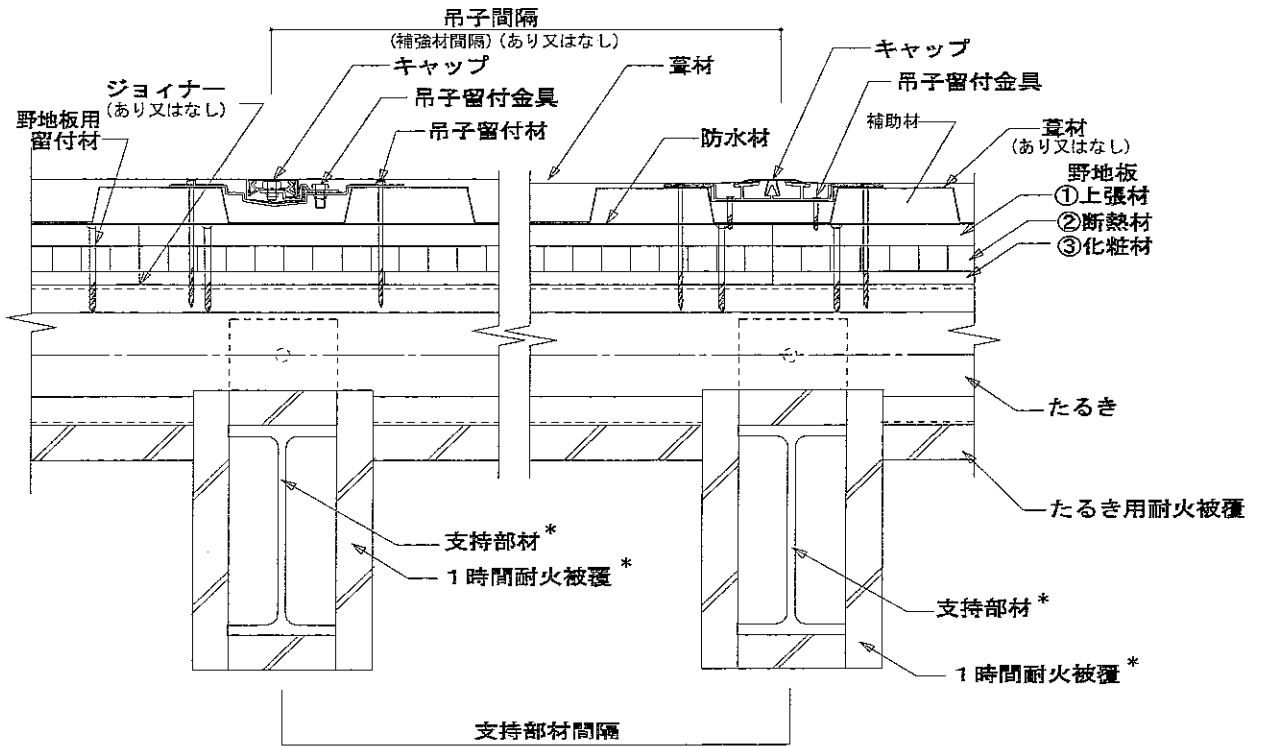 吊子間隔
(補強材間隔)(あり又はなし)
キャップ
葺材
キャップ
ジョイナー
(あり又はなし)
吊子留付金具
吊子留付金具
野地板用
留付材
吊子留付材
防水材
補助材
葺材
(あり又はなし)
野地板
①上張材
②断熱材
③化粧材
たるき
たるき用耐火被覆
支持部材*
1時間耐火被覆*
支持部材*
1時間耐火被覆*
支持部材間隔